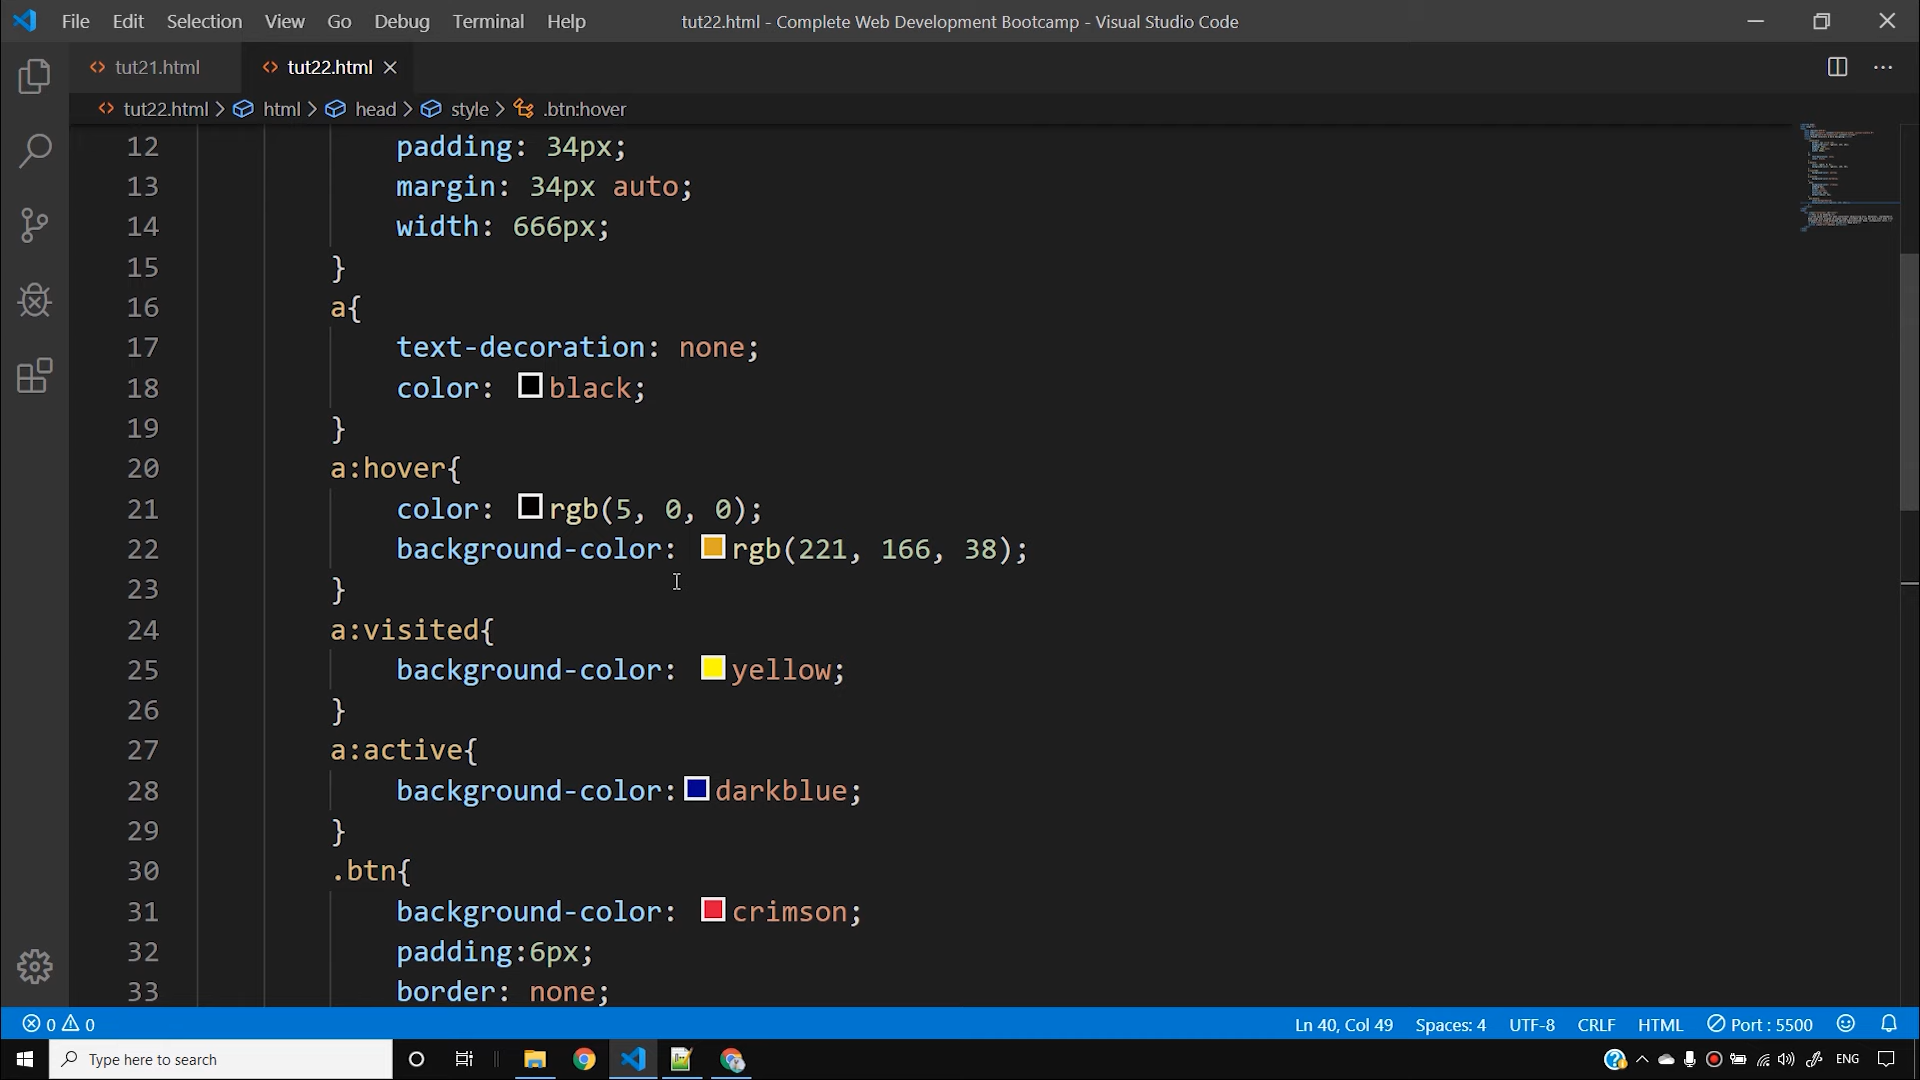 File Edit Selection View Go Debug Terminal Help tut22.html - Complete Web Development Bootcamp - Visual Studio Code
tut21.html tut22.html
tut22.html > html > head > style > .btn:hover
12 padding: 34px;
13 margin: 34px auto;
14 width: 666px;
15 }
16 a{
17 text-decoration: none;
18 color: black;
19 }
20 a:hover{
21 color: rgb(5, 0, 0);
22 background-color: rgb(221, 166, 38);
23 }
24 a:visited{
25 background-color: yellow;
26 }
27 a:active{
28 background-color:darkblue;
29 }
30 .btn{
31 background-color: crimson;
32 padding:6px;
33 border: none;
0 0 Ln 40, Col 49 Spaces: 4 UTF-8 CRLF HTML Port : 5500
Type here to search ENG